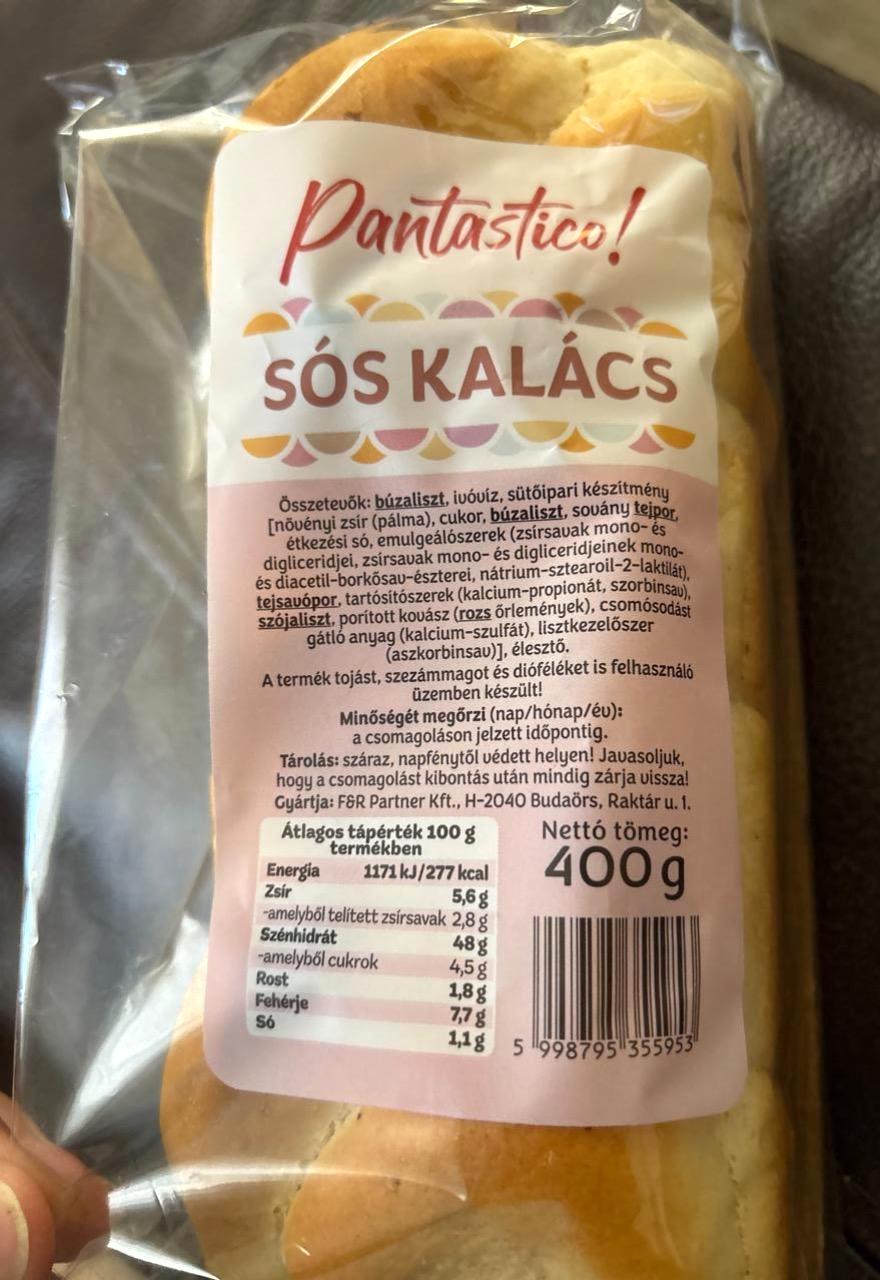 Pantastico!
SÓS KALÁCS
Összetevők: búzaliszt, ivóvíz, sütőipari készítmény
[növényi zsír (pálma), cukor, búzaliszt, sovány tejpor,
étkezési só, emulgeálószerek (zsírsavak mono- és
digliceridjei, zsírsavak mono- és digliceridjeinek mono-
és diacetil-borkősav-észterei, nátrium-sztearoil-2-laktilát),
tejsavópor, tartósítószerek (kalcium-propionát, szorbinsav),
szójaliszt, porított kovász (rozs őrlemények), csomósodást
gátló anyag (kalcium-szulfát), lisztkezelőszer
(aszkorbinsav)], élesztő.
A termék tojást, szezámmagot és dióféléket is felhasználó
üzemben készült!
Minőségét megőrzi (nap/hónap/év):
a csomagoláson jelzett időpontig.
Tárolás: száraz, napfénytől védett helyen! Javasoljuk,
hogy a csomagolást kibontás után mindig zárja vissza!
Gyártja: F&R Partner Kft., H-2040 Budaörs, Raktár u. 1.
Átlagos tápérték 100 g
termékben
Energia 1171 kJ/277 kcal
Zsír 5,6 g
-amelyből telített zsírsavak 2,8 g
Szénhidrát 48 g
-amelyből cukrok 4,5 g
Rost 1,8 g
Fehérje 7,7 g
Só 1,1 g
Nettó tömeg:
400 g
5 998795 355953